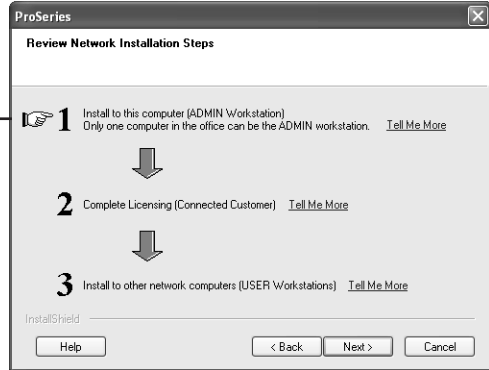 ProSeries
Review Network Installation Steps
1 Install to this computer (ADMIN Workstation)
Only one computer in the office can be the ADMIN workstation. Tell Me More
2 Complete Licensing (Connected Customer) Tell Me More
3 Install to other network computers (USER Workstations) Tell Me More
InstallShield
Help < Back Next > Cancel